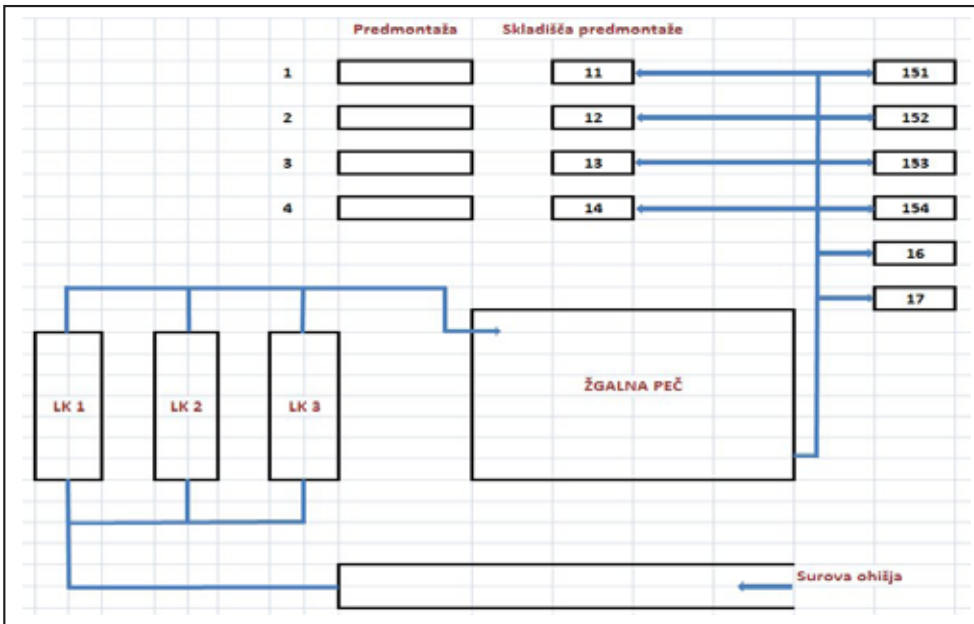 Predmontaža Skladišča predmontaže
1 11 151
2 12 152
3 13 153
4 14 154
16
17
LK 1 LK 2 LK 3 ŽGALNA PEČ
Surova ohišja